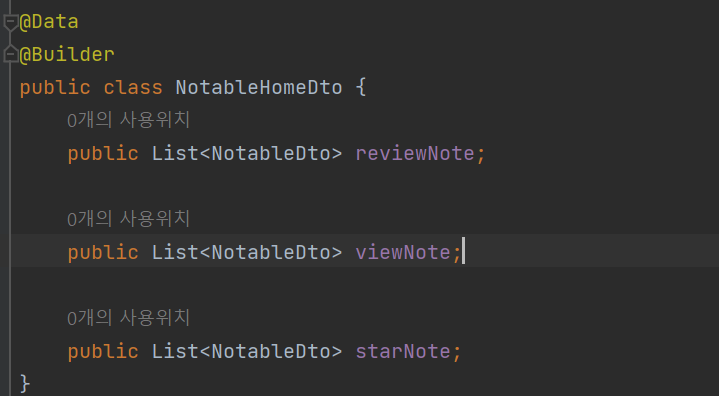 @Data
@Builder
public class NotableHomeDto {
0개의 사용위치
public List<NotableDto> reviewNote;
0개의 사용위치
public List<NotableDto> viewNote;
0개의 사용위치
public List<NotableDto> starNote;
}